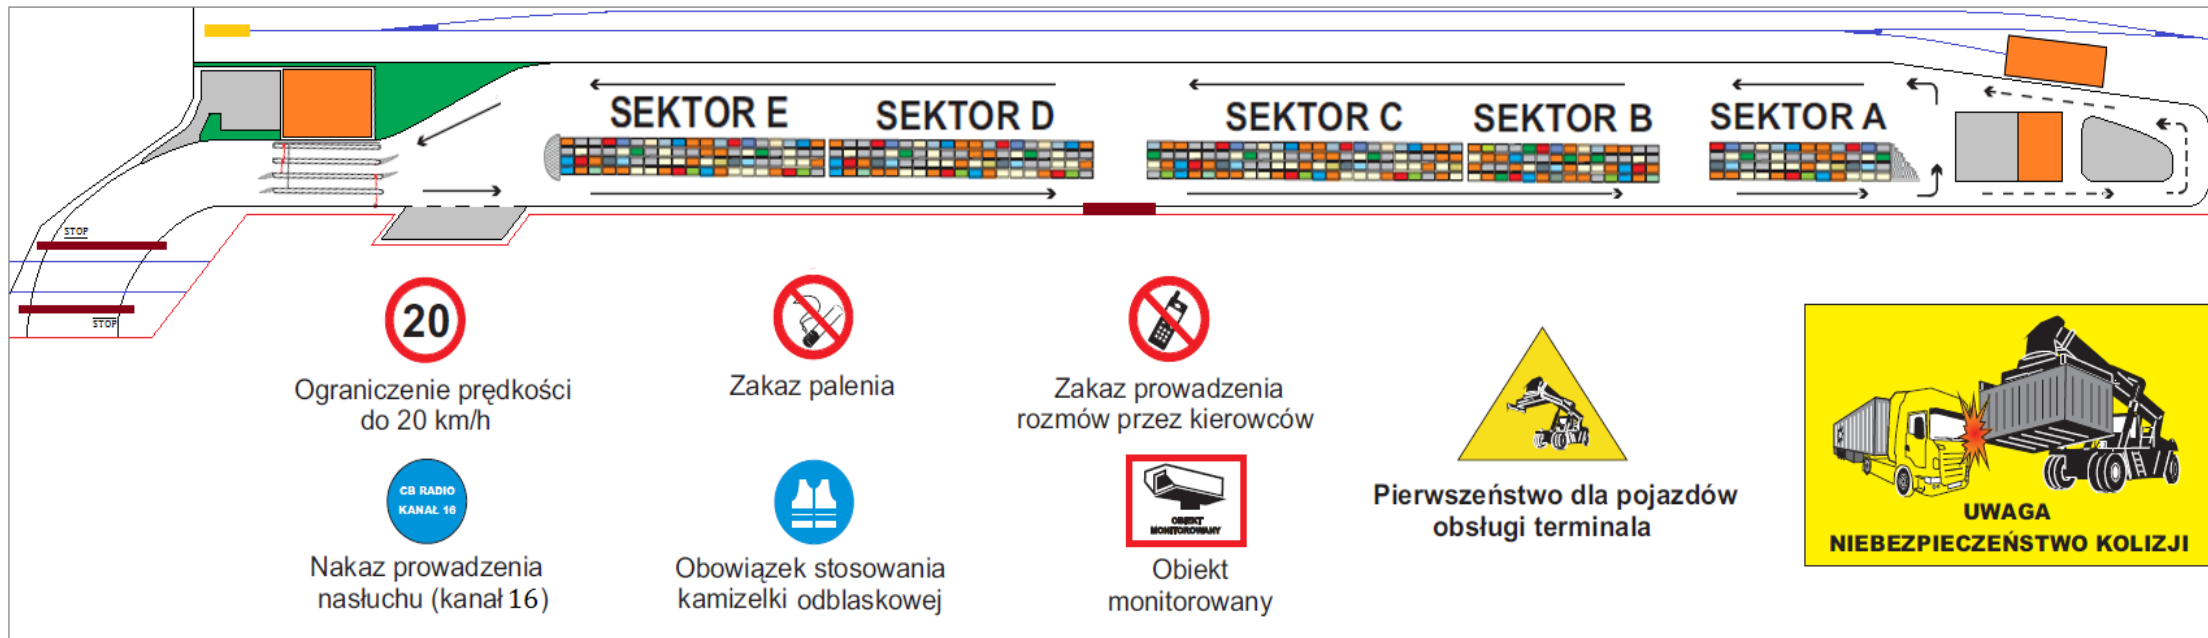 SEKTOR E
SEKTOR D
SEKTOR C
SEKTOR B
SEKTOR A
STOP
STOP
20
Ograniczenie prędkości
do 20 km/h
Zakaz palenia
Zakaz prowadzenia
rozmów przez kierowców
CB RADIO
KANAŁ 16
Nakaz prowadzenia
nasłuchu (kanał 16)
Obowiązek stosowania
kamizelki odblaskowej
OBIEKT
MONITOROWANY
Obiekt
monitorowany
Pierwszeństwo dla pojazdów
obsługi terminala
UWAGA
NIEBEZPIECZEŃSTWO KOLIZJI